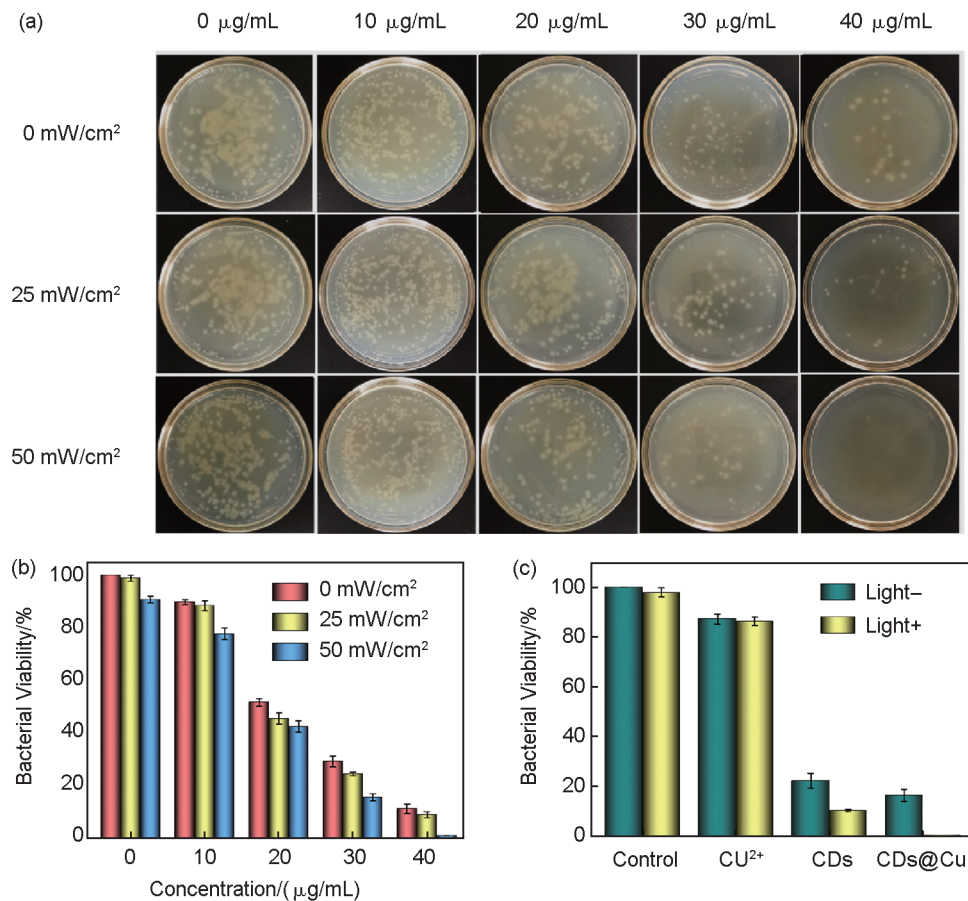 (a)
0 μg/mL 10 μg/mL 20 μg/mL 30 μg/mL 40 μg/mL
0 mW/cm²
25 mW/cm²
50 mW/cm²
(b)
100
80
60
40
20
0
Bacterial Viability/%
0 mW/cm²
25 mW/cm²
50 mW/cm²
0 10 20 30 40
Concentration/( μg/mL)
(c)
100
80
60
40
20
0
Bacterial Viability/%
Light–
Light+
Control CU²⁺ CDs CDs@Cu